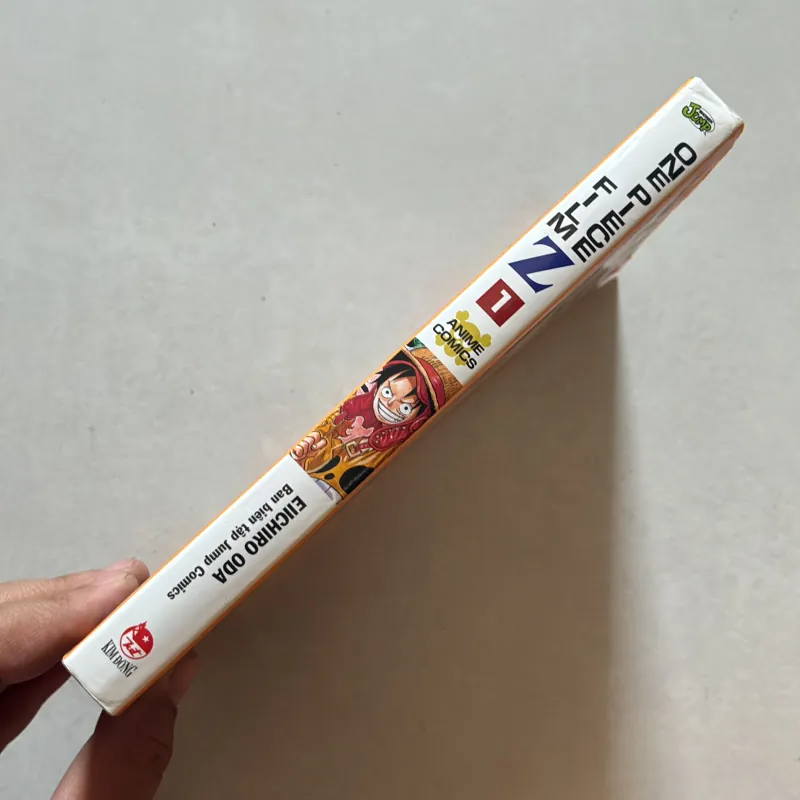 JUMP
ONE PIECE
FILM
Z
1
ANIME
COMICS
EIICHIRO ODA
Ban biên tập Jump Comics
KIM ĐỒNG